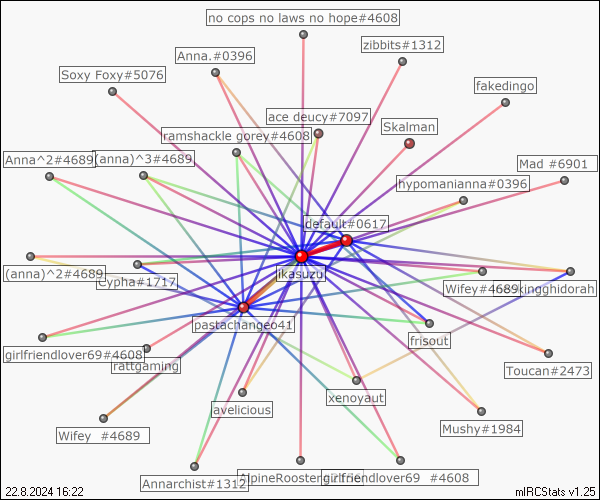 no cops no laws no hope#4608
zibbits#1312
Anna.#0396
Soxy Foxy#5076
fakedingo
ace deucy#7097
Skalman
ramshackle gorey#4608
Anna^2#4689
(anna)^3#4689
Mad #6901
hypomanianna#0396
default#0617
(anna)^2#4689
Cypha#1717
ikasuzu
Wifey#4689
kingghidorah
pastachangeo41
frisout
girlfriendlover69#4608
rattgaming
Toucan#2473
avelicious
xenoyaut
Wifey #4689
Mushy#1984
Annarchist#1312
AlpineRooster
girlfriendlover69 #4608
22.8.2024 16:22
mIRCStats v1.25